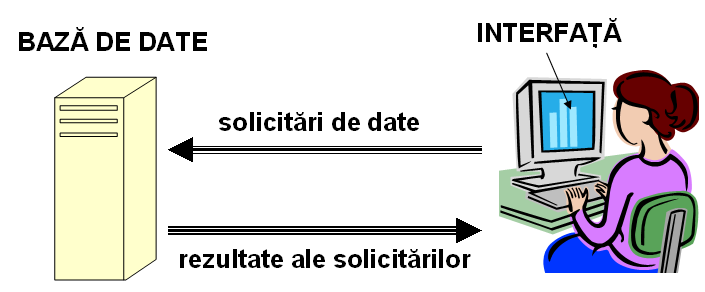 BAZĂ DE DATE
INTERFAȚĂ
solicitări de date
rezultate ale solicitărilor